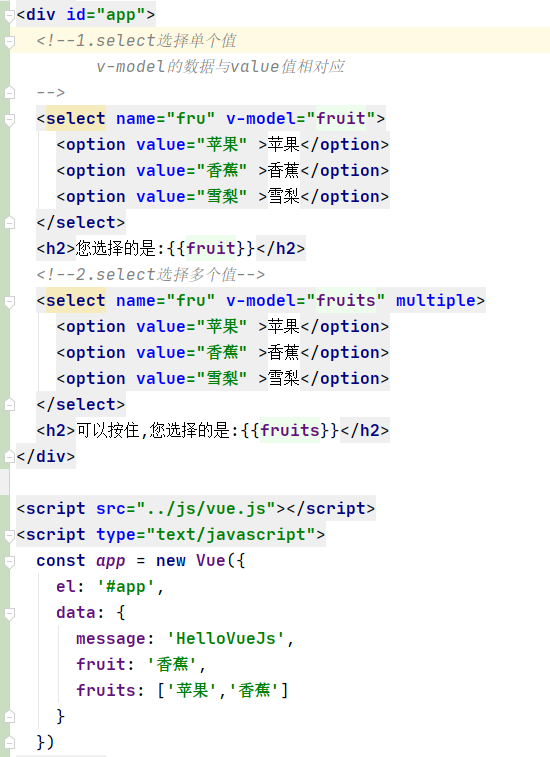 <div id="app">
  <!--1.select选择单个值
        v-model的数据与value值相对应
  -->
  <select name="fru" v-model="fruit">
    <option value="苹果" >苹果</option>
    <option value="香蕉" >香蕉</option>
    <option value="雪梨" >雪梨</option>
  </select>
  <h2>您选择的是:{{fruit}}</h2>
  <!--2.select选择多个值-->
  <select name="fru" v-model="fruits" multiple>
    <option value="苹果" >苹果</option>
    <option value="香蕉" >香蕉</option>
    <option value="雪梨" >雪梨</option>
  </select>
  <h2>可以按住,您选择的是:{{fruits}}</h2>
</div>
<script src="../js/vue.js"></script>
<script type="text/javascript">
  const app = new Vue({
    el: '#app',
    data: {
      message: 'HelloVueJs',
      fruit: '香蕉',
      fruits: ['苹果','香蕉']
    }
  })